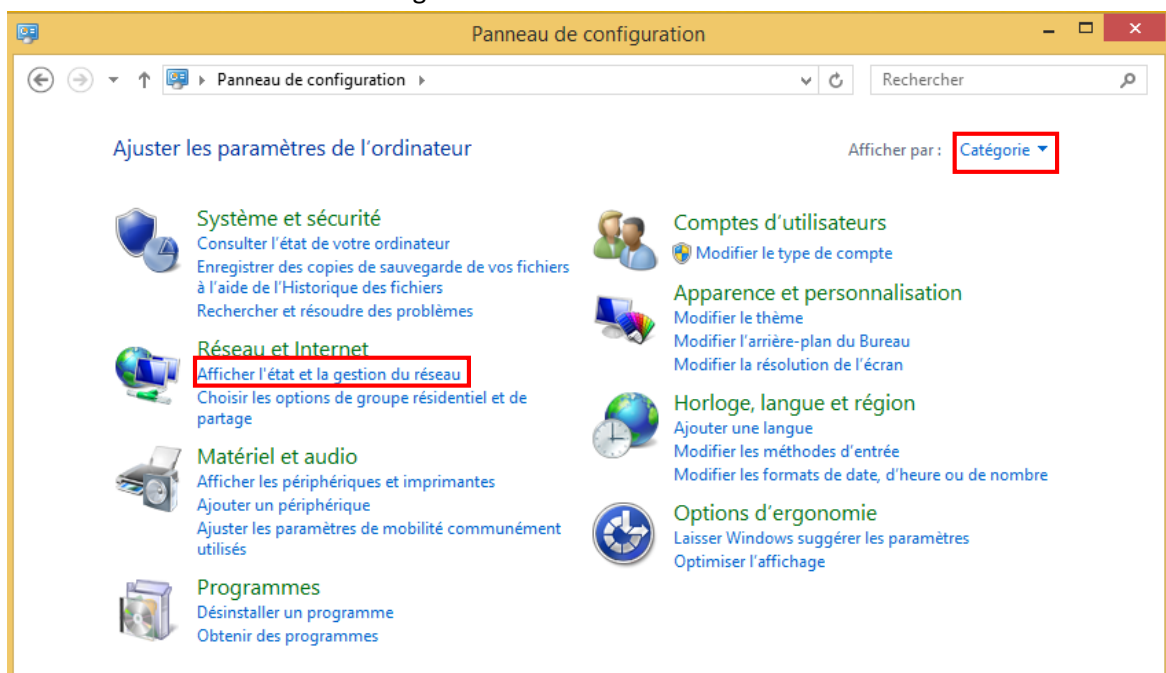 Panneau de configuration
Panneau de configuration
Rechercher
Ajuster les paramètres de l'ordinateur
Afficher par :
Catégorie
Système et sécurité
Consulter l'état de votre ordinateur
Enregistrer des copies de sauvegarde de vos fichiers
à l'aide de l'Historique des fichiers
Rechercher et résoudre des problèmes
Réseau et Internet
Afficher l'état et la gestion du réseau
Choisir les options de groupe résidentiel et de
partage
Matériel et audio
Afficher les périphériques et imprimantes
Ajouter un périphérique
Ajuster les paramètres de mobilité communément
utilisés
Programmes
Désinstaller un programme
Obtenir des programmes
Comptes d'utilisateurs
Modifier le type de compte
Apparence et personnalisation
Modifier le thème
Modifier l'arrière-plan du Bureau
Modifier la résolution de l'écran
Horloge, langue et région
Ajouter une langue
Modifier les méthodes d'entrée
Modifier les formats de date, d'heure ou de nombre
Options d'ergonomie
Laisser Windows suggérer les paramètres
Optimiser l'affichage